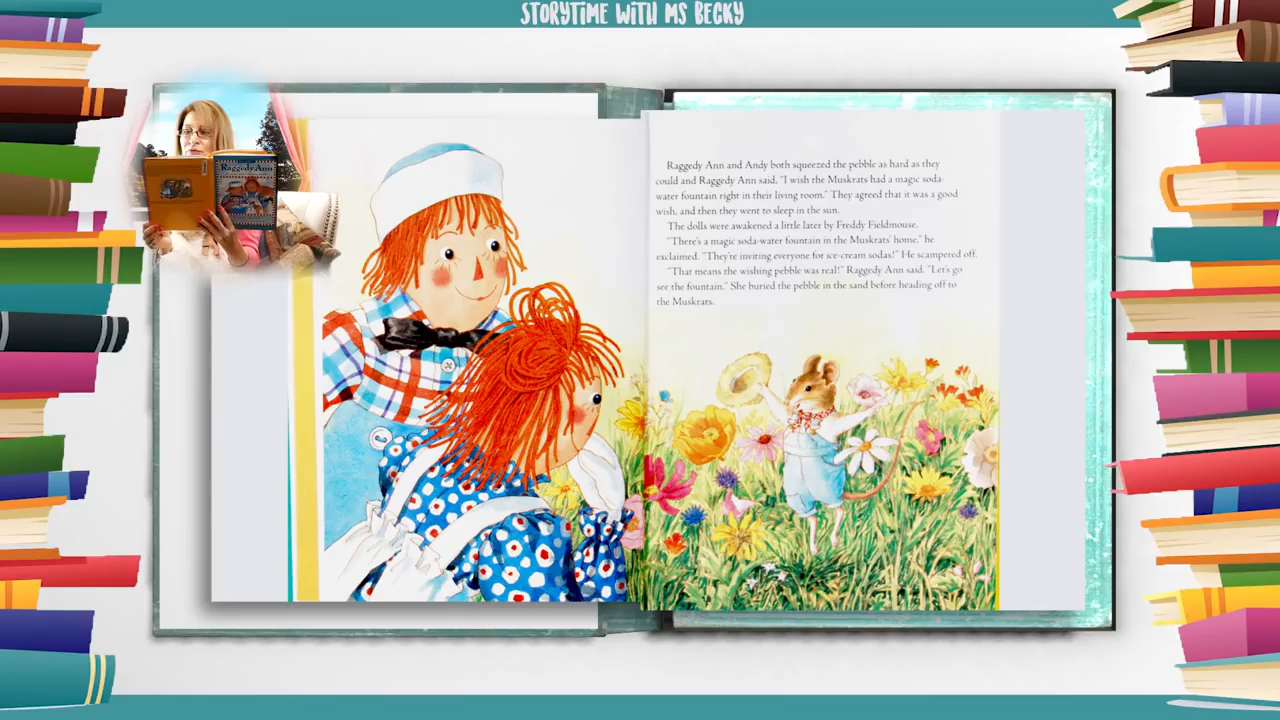 STORYTIME WITH MS BECKY
Raggedy Ann
Raggedy Ann and Andy both squeezed the pebble as hard as they
could and Raggedy Ann said, "I wish the Muskrats had a magic soda-
water fountain right in their living room." They agreed that it was a good
wish, and then they went to sleep in the sun.
The dolls were awakened a little later by Freddy Fieldmouse.
"There's a magic soda-water fountain in the Muskrats' home," he
exclaimed. "They're inviting everyone for ice-cream sodas!" He scampered off.
"That means the wishing pebble was real!" Raggedy Ann said. "Let's go
see the fountain." She buried the pebble in the sand before heading off to
the Muskrats.